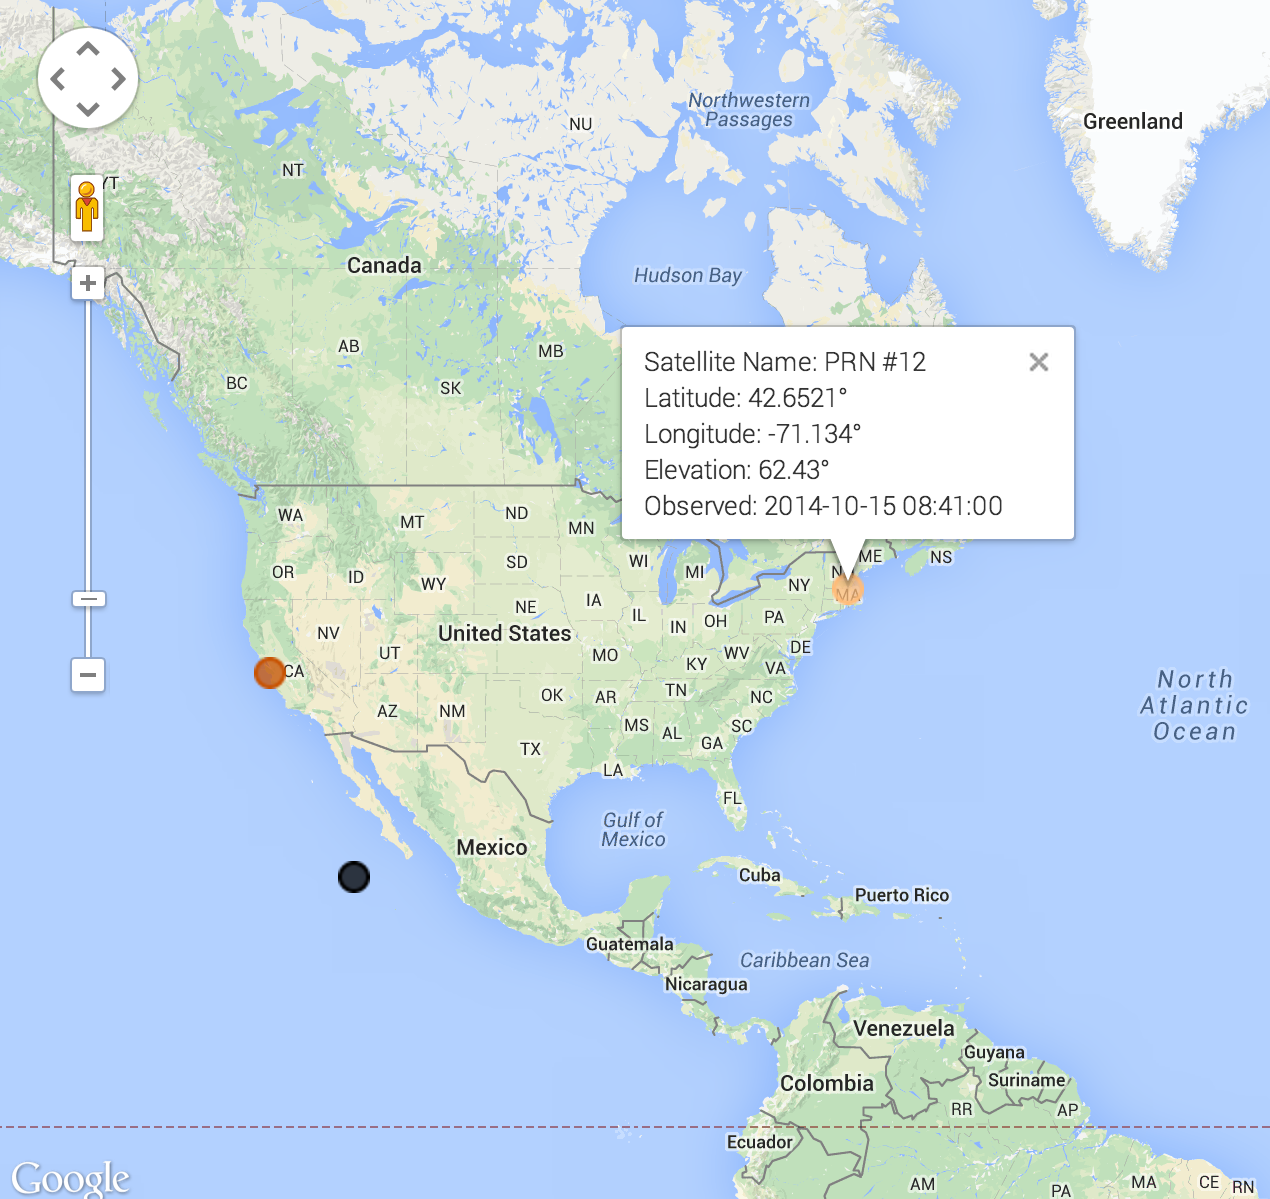 Northwestern
Passages
NU
Greenland
NT
YT
Canada
Hudson Bay
AB
MB
BC
SK
Satellite Name: PRN #12
Latitude: 42.6521°
Longitude: -71.134°
Elevation: 62.43°
Observed: 2014-10-15 08:41:00
WA
MT
ND
MN
OR
ID
WY
SD
WI
MI
NY
ME
NS
MA
NE
IA
IL
IN
OH
PA
NV
UT
United States
MO
KY
WV
VA
DE
CA
AZ
NM
OK
AR
TN
NC
TX
MS
AL
GA
SC
LA
FL
North
Atlantic
Ocean
Gulf of
Mexico
Mexico
Cuba
Puerto Rico
Guatemala
Caribbean Sea
Nicaragua
Venezuela
Guyana
Suriname
Colombia
RR
AP
Ecuador
AM
PA
MA
CE
RN
Google